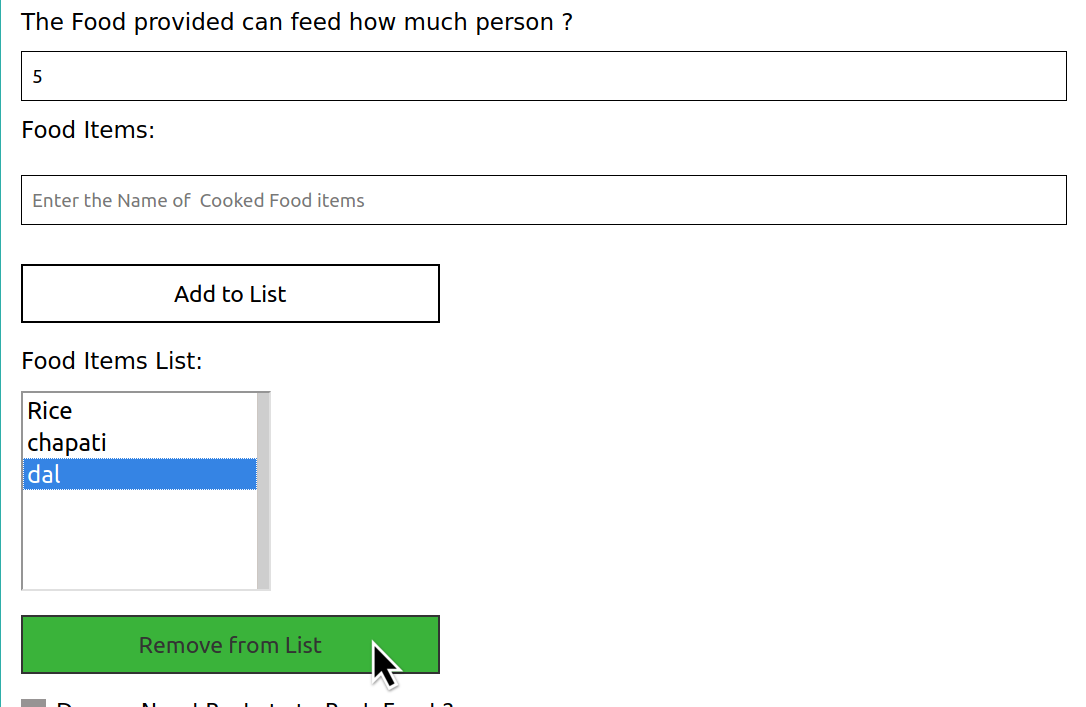 The Food provided can feed how much person ?
5
Food Items:
Enter the Name of  Cooked Food items
Add to List
Food Items List:
Rice
chapati
dal
Remove from List